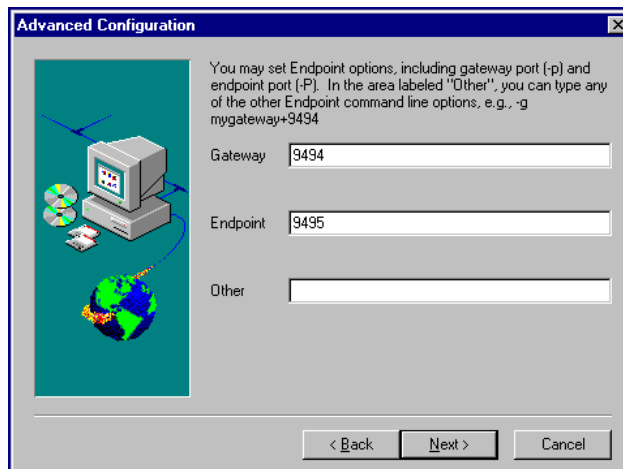 Advanced Configuration
You may set Endpoint options, including gateway port (-p) and
endpoint port (-P). In the area labeled "Other", you can type any
of the other Endpoint command line options, e.g., -g
mygateway+9494
Gateway 9494
Endpoint 9495
Other
< Back Next > Cancel